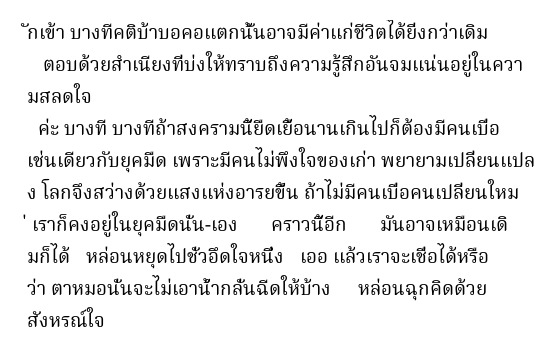 ักเข้า บางทีคติบ้าบอคอแตกนั้นอาจมีค่าแก่ชีวิตได้ยิ่งกว่าเดิม
ตอบด้วยสำเนียงที่บ่งให้ทราบถึงความรู้สึกอันจมแน่นอยู่ในควา
มสลดใจ
ค่ะ บางที บางทีถ้าสงครามนี้ยืดเยื้อนานเกินไปก็ต้องมีคนเบื่อ
เช่นเดียวกับยุคมืด เพราะมีคนไม่พึงใจของเก่า พยายามเปลี่ยนแปล
ง โลกจึงสว่างด้วยแสงแห่งอารยขึ้น ถ้าไม่มีคนเบื่อคนเปลี่ยนใหม
่ เราก็คงอยู่ในยุคมืดนั่น-เอง คราวนี้อีก มันอาจเหมือนเดิ
มก็ได้ หล่อนหยุดไปชั่วอึดใจหนึ่ง เออ แล้วเราจะเชื่อได้หรือ
ว่า ตาหมอนั่นจะไม่เอาน้ำกลั่นฉีดให้บ้าง หล่อนฉุกคิดด้วย
สังหรณ์ใจ